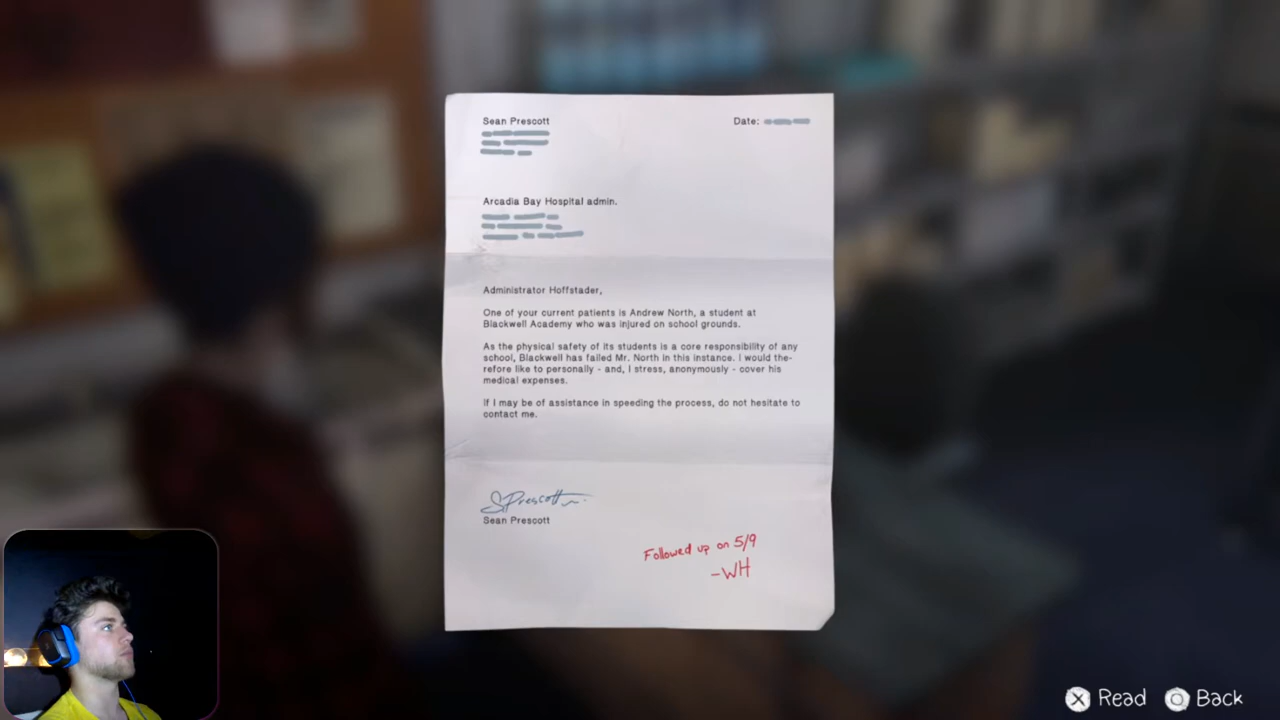 Sean Prescott
Date:
Arcadia Bay Hospital admin.
Administrator Hoffstader,
One of your current patients is Andrew North, a student at
Blackwell Academy who was injured on school grounds.
As the physical safety of its students is a core responsibility of any
school, Blackwell has failed Mr. North in this instance. I would the-
refore like to personally - and, I stress, anonymously - cover his
medical expenses.
If I may be of assistance in speeding the process, do not hesitate to
contact me.
SPrescott
Sean Prescott
Followed up on 5/9
-WH
Read
Back